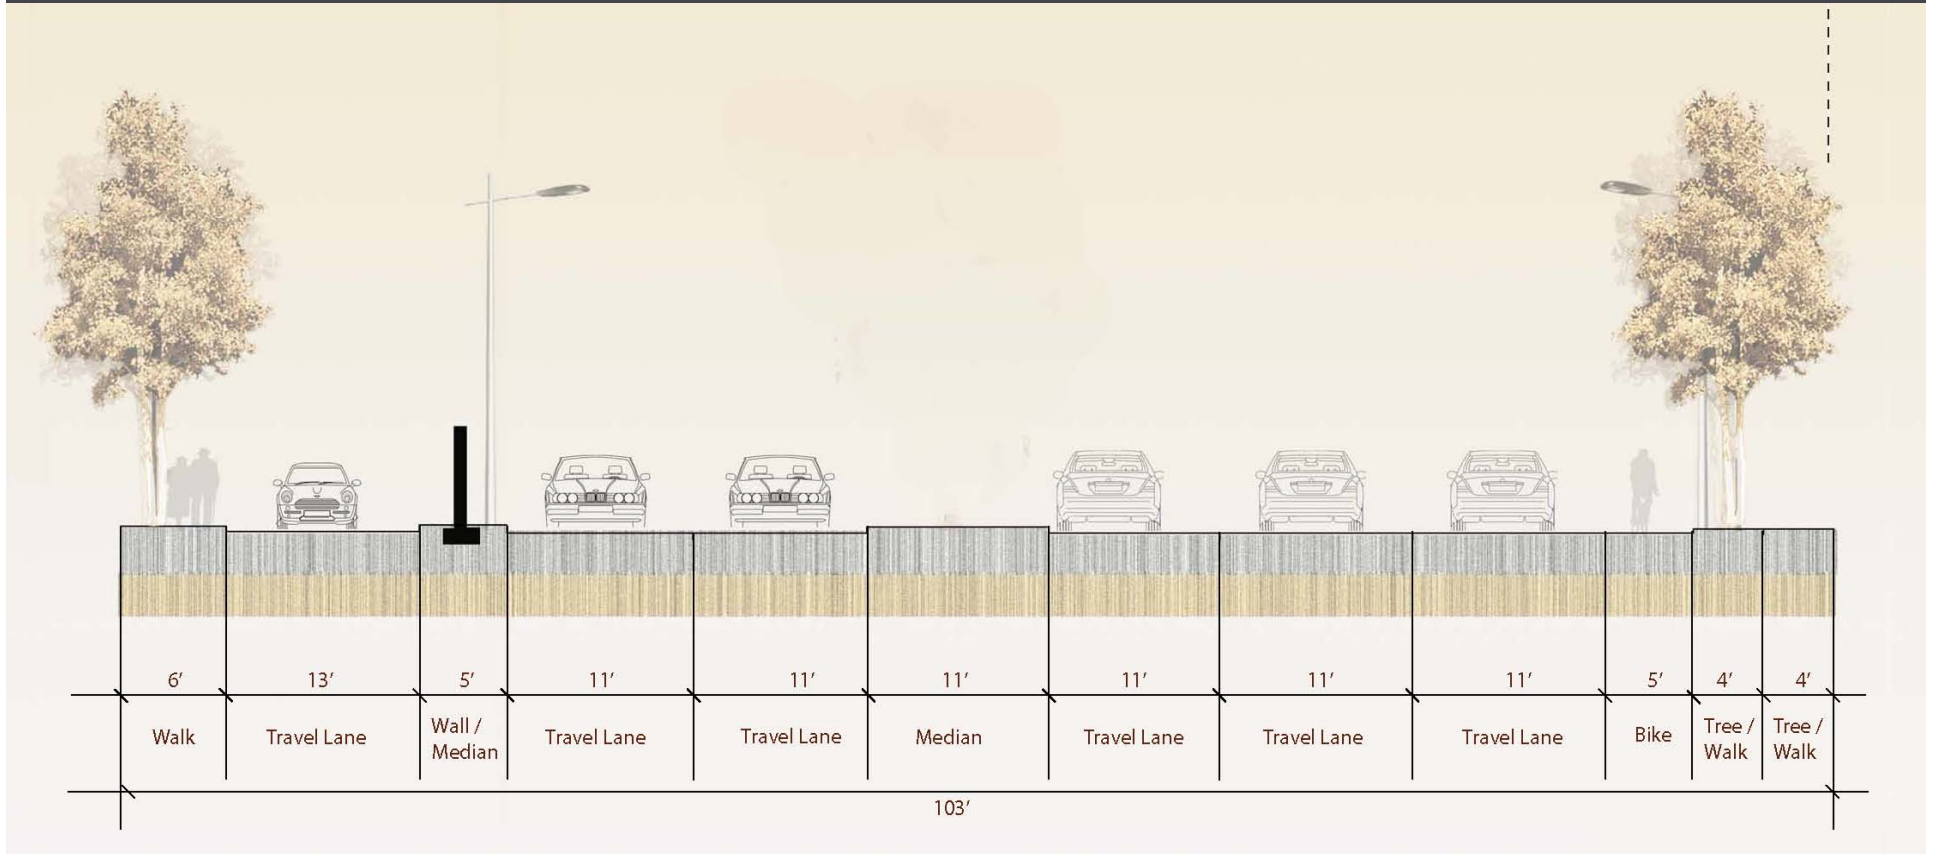 6′ 13′ 5′ 11′ 11′ 11′ 11′ 11′ 11′ 5′ 4′ 4′
Walk
Travel Lane
Wall /
Median
Travel Lane
Travel Lane
Median
Travel Lane
Travel Lane
Travel Lane
Bike
Tree /
Walk
Tree /
Walk
103′